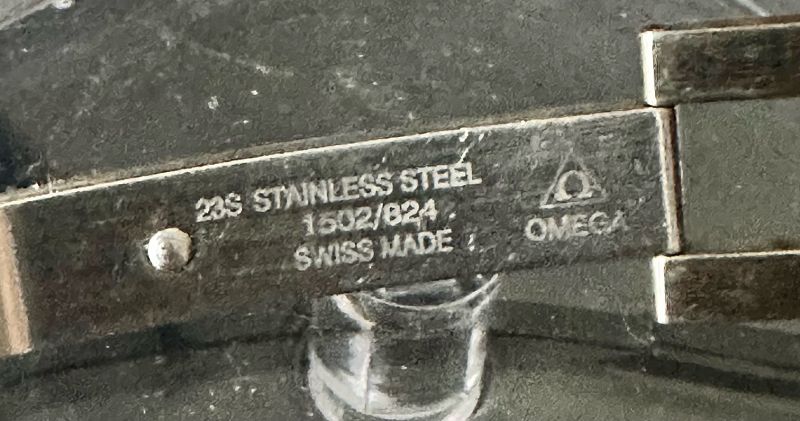 23S STAINLESS STEEL
1502/824
SWISS MADE
Ω
OMEGA